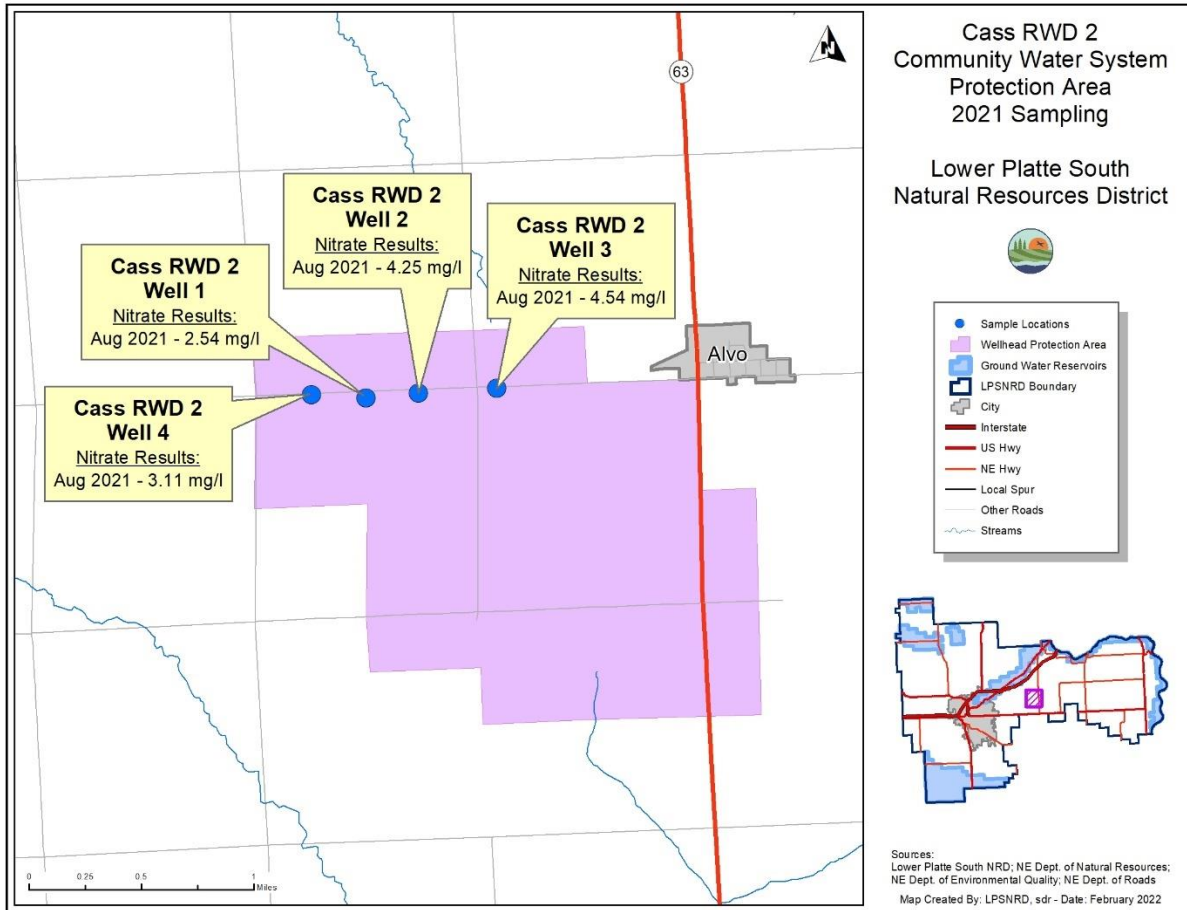 Cass RWD 2
Community Water System
Protection Area
2021 Sampling
Lower Platte South
Natural Resources District
N
63
Cass RWD 2
Well 2
Nitrate Results:
Aug 2021 - 4.25 mg/l
Cass RWD 2
Well 3
Nitrate Results:
Aug 2021 - 4.54 mg/l
Cass RWD 2
Well 1
Nitrate Results:
Aug 2021 - 2.54 mg/l
Cass RWD 2
Well 4
Nitrate Results:
Aug 2021 - 3.11 mg/l
Alvo
Sample Locations
Wellhead Protection Area
Ground Water Reservoirs
LPSNRD Boundary
City
Interstate
US Hwy
NE Hwy
Local Spur
Other Roads
Streams
0 0.25 0.5 1
Miles
Sources:
Lower Platte South NRD; NE Dept. of Natural Resources;
NE Dept. of Environmental Quality; NE Dept. of Roads
Map Created By: LPSNRD, sdr - Date: February 2022